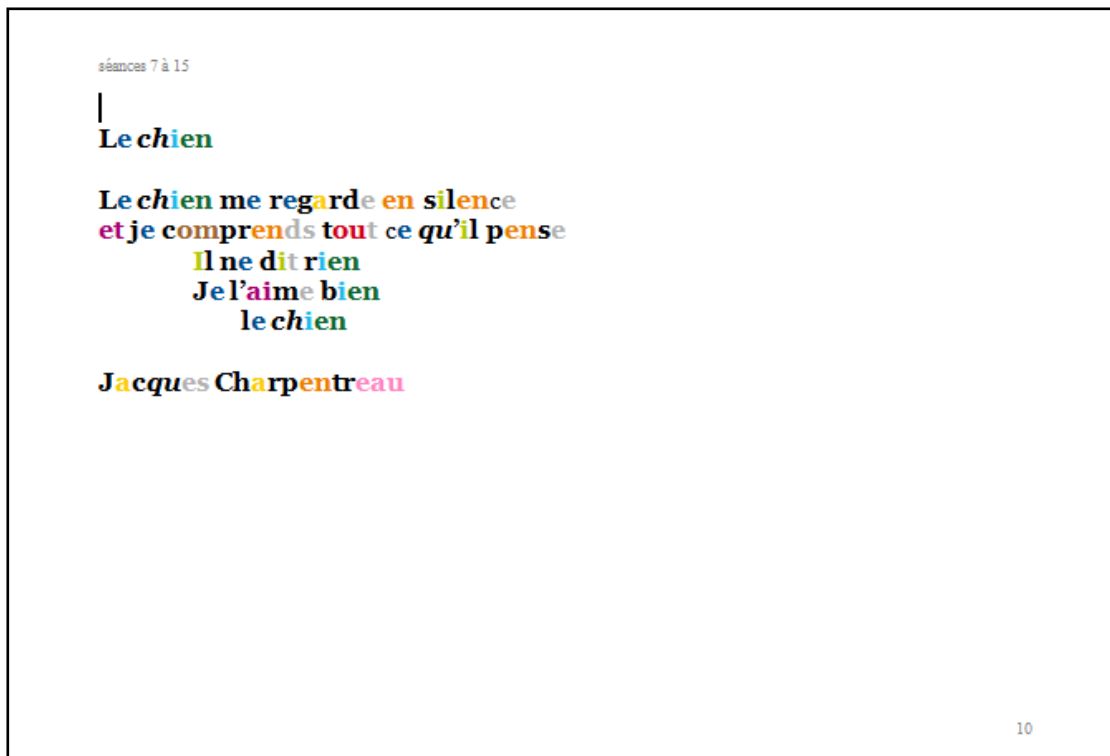 séances 7 à 15
Le chien
Le chien me regarde en silence
et je comprends tout ce qu’il pense
Il ne dit rien
Je l’aime bien
le chien
Jacques Charpentreau
10